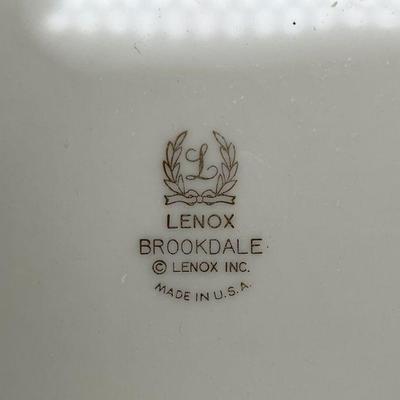 L
LENOX
BROOKDALE
© LENOX INC.
MADE IN U.S.A.